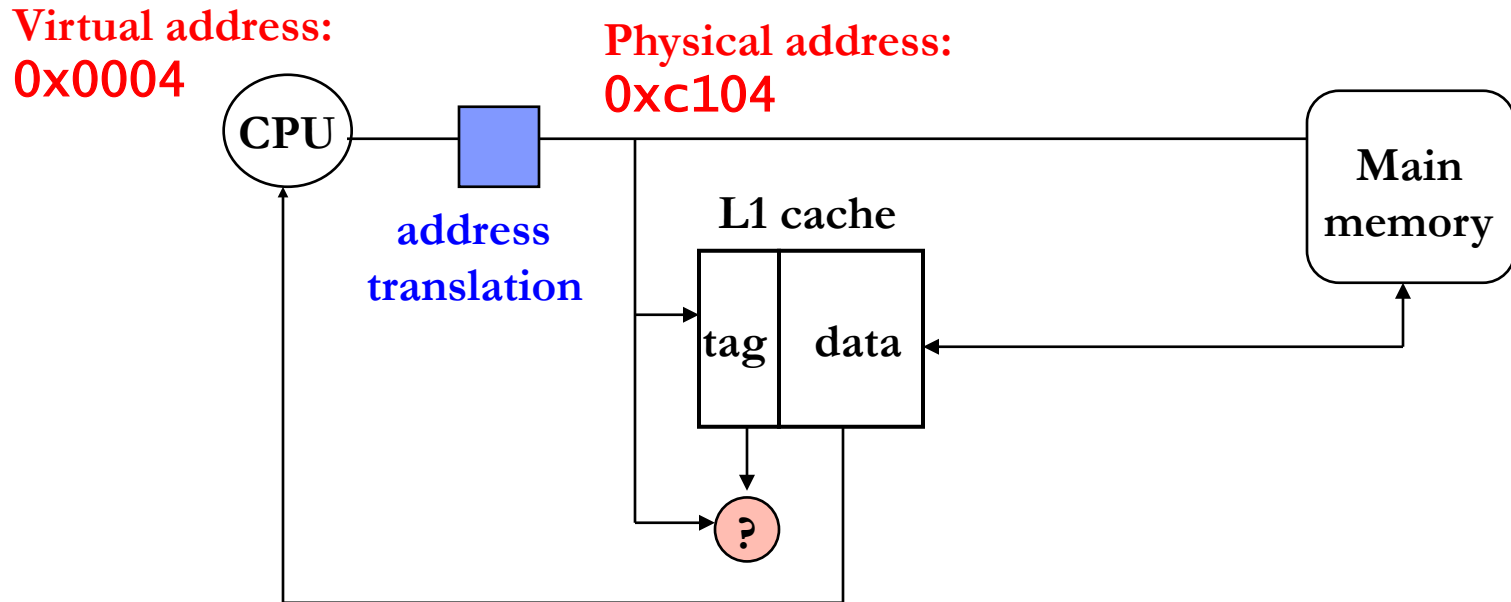 Virtual address:
0x0004
Physical address:
0xc104
CPU
Main
memory
address
translation
L1 cache
tag
data
?